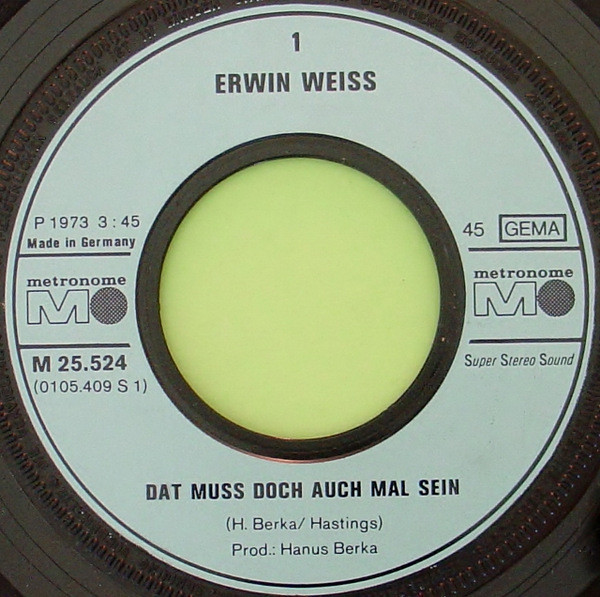 1
ERWIN WEISS
P 1973 3:45
Made in Germany
45 GEMA
metronome
M
metronome
M
M 25.524
(0105.409 S 1)
Super Stereo Sound
DAT MUSS DOCH AUCH MAL SEIN
(H. Berka/ Hastings)
Prod.: Hanus Berka